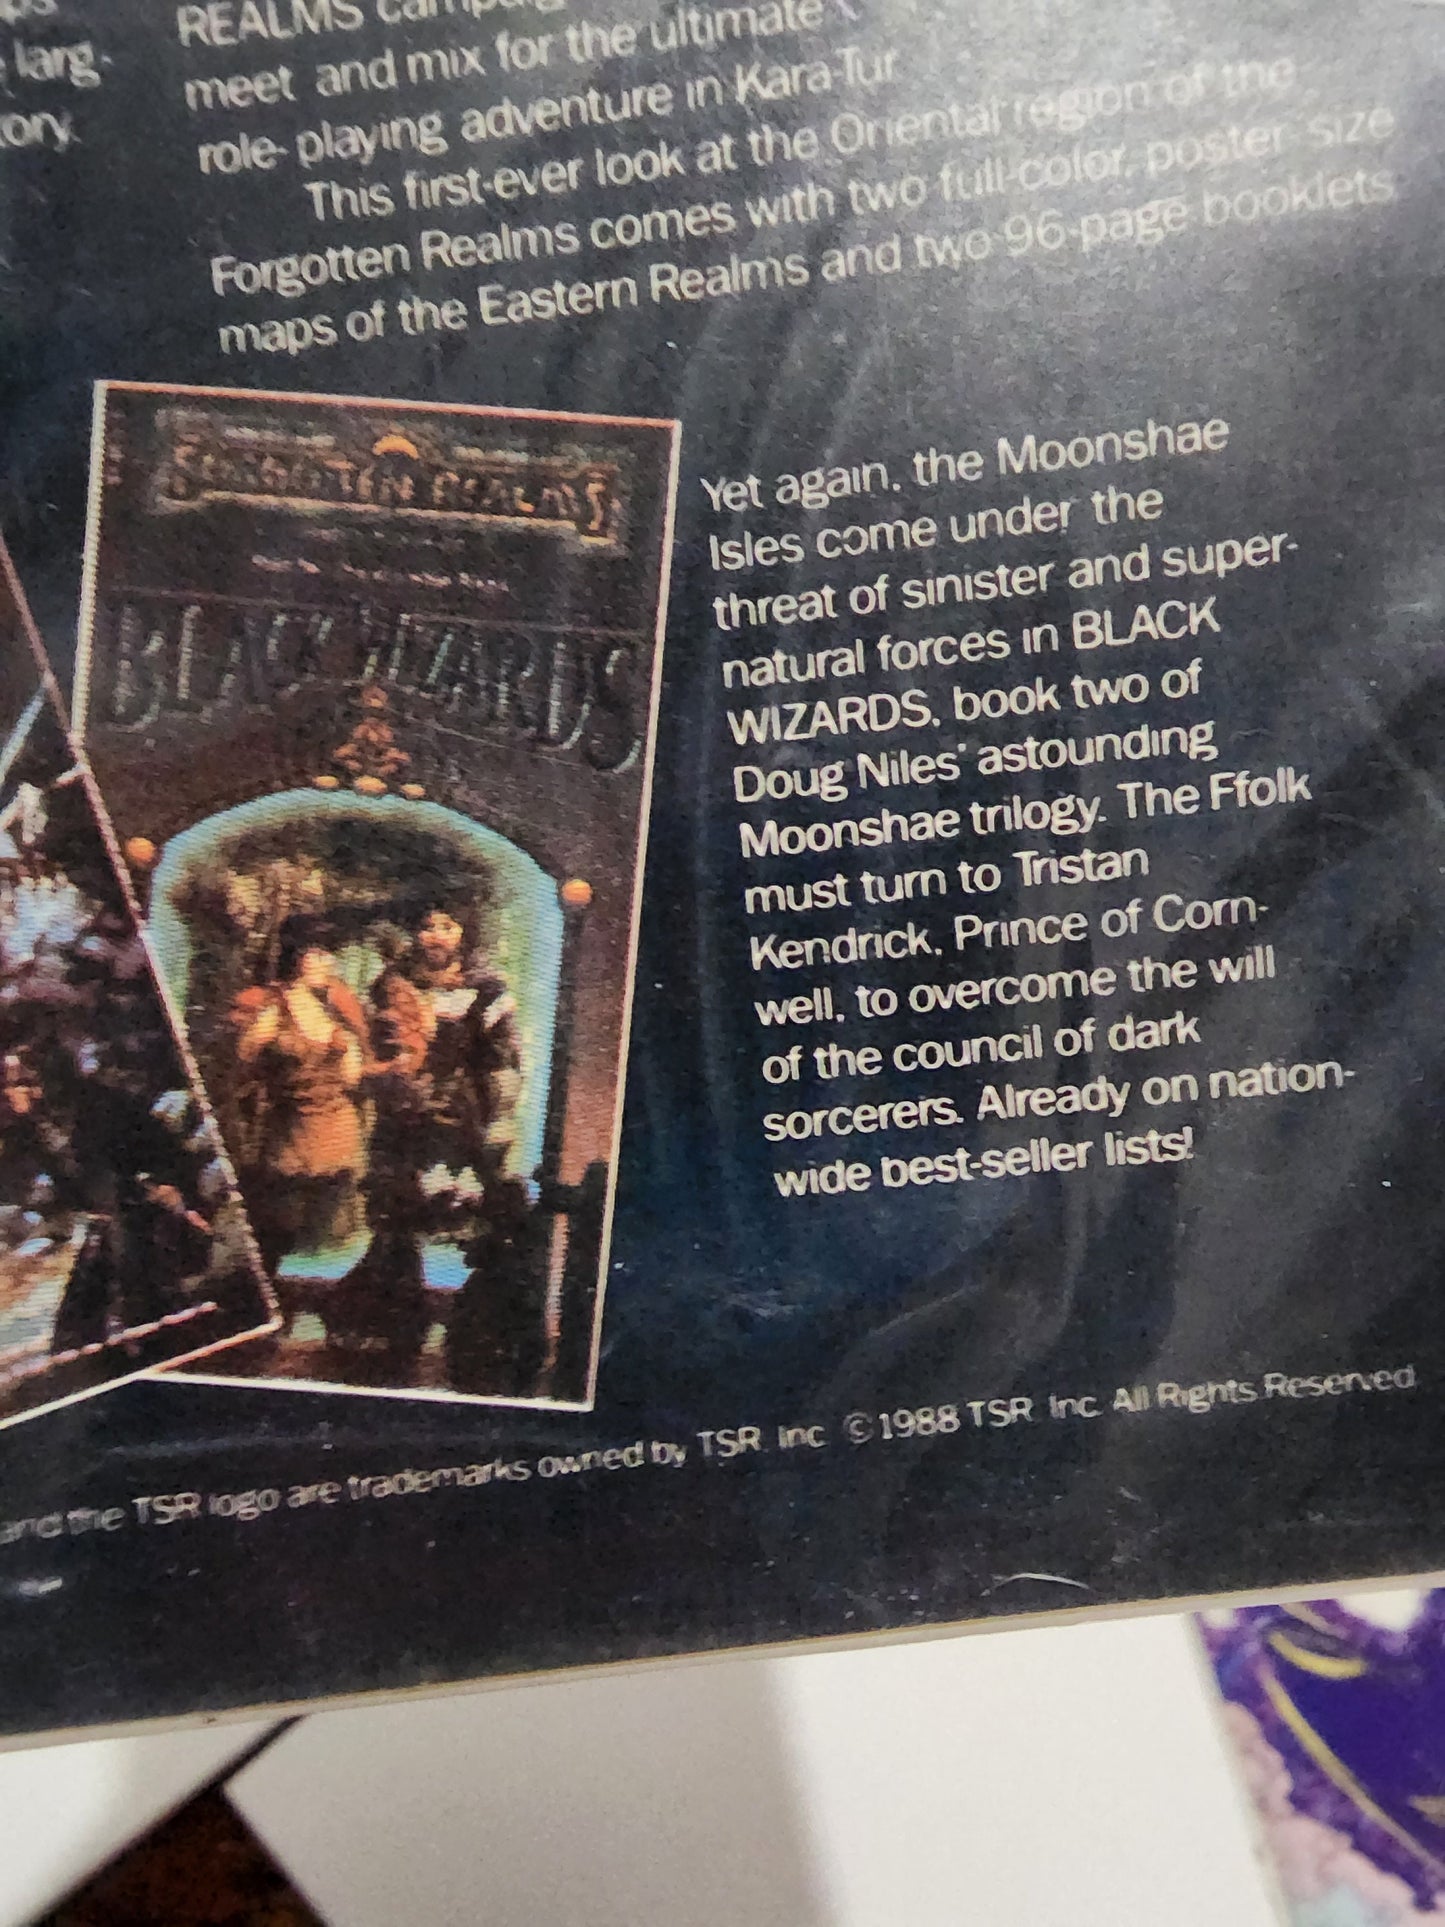 larg-
REALMS
tory.
meet and mix for the ultimate
role- playing adventure in Kara-Tur
This first-ever look at the Oriental region of the
Forgotten Realms comes with two full-color, poster-size
maps of the Eastern Realms and two 96-page booklets
FORGOTTEN REALMS
BLACK WIZARDS
Yet again, the Moonshae
Isles come under the
threat of sinister and super-
natural forces in BLACK
WIZARDS, book two of
Doug Niles' astounding
Moonshae trilogy. The Ffolk
must turn to Tristan
Kendrick, Prince of Corn-
well, to overcome the will
of the council of dark
sorcerers. Already on nation-
wide best-seller lists!
and the TSR logo are trademarks owned by TSR Inc ©1988 TSR Inc. All Rights Reserved